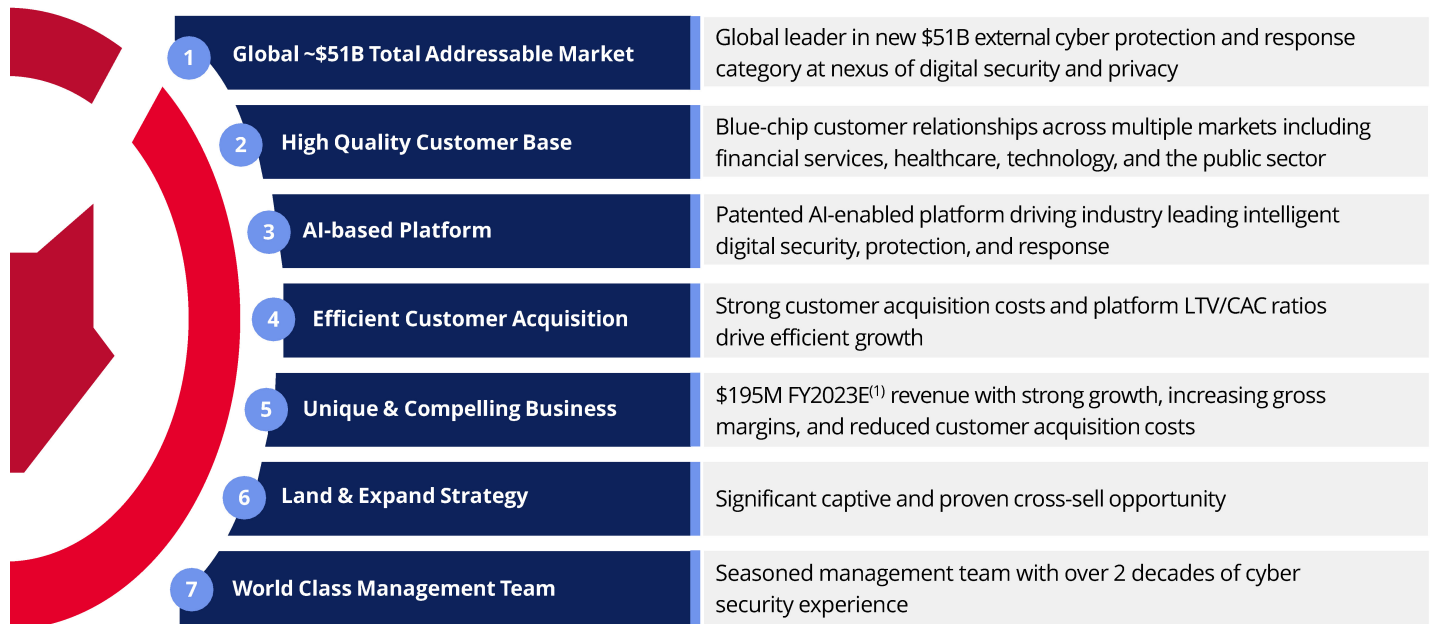 1
Global ~$51B Total Addressable Market
Global leader in new $51B external cyber protection and response
category at nexus of digital security and privacy
2
High Quality Customer Base
Blue-chip customer relationships across multiple markets including
financial services, healthcare, technology, and the public sector
3
AI-based Platform
Patented AI-enabled platform driving industry leading intelligent
digital security, protection, and response
4
Efficient Customer Acquisition
Strong customer acquisition costs and platform LTV/CAC ratios
drive efficient growth
5
Unique & Compelling Business
$195M FY2023E(1) revenue with strong growth, increasing gross
margins, and reduced customer acquisition costs
6
Land & Expand Strategy
Significant captive and proven cross-sell opportunity
7
World Class Management Team
Seasoned management team with over 2 decades of cyber
security experience